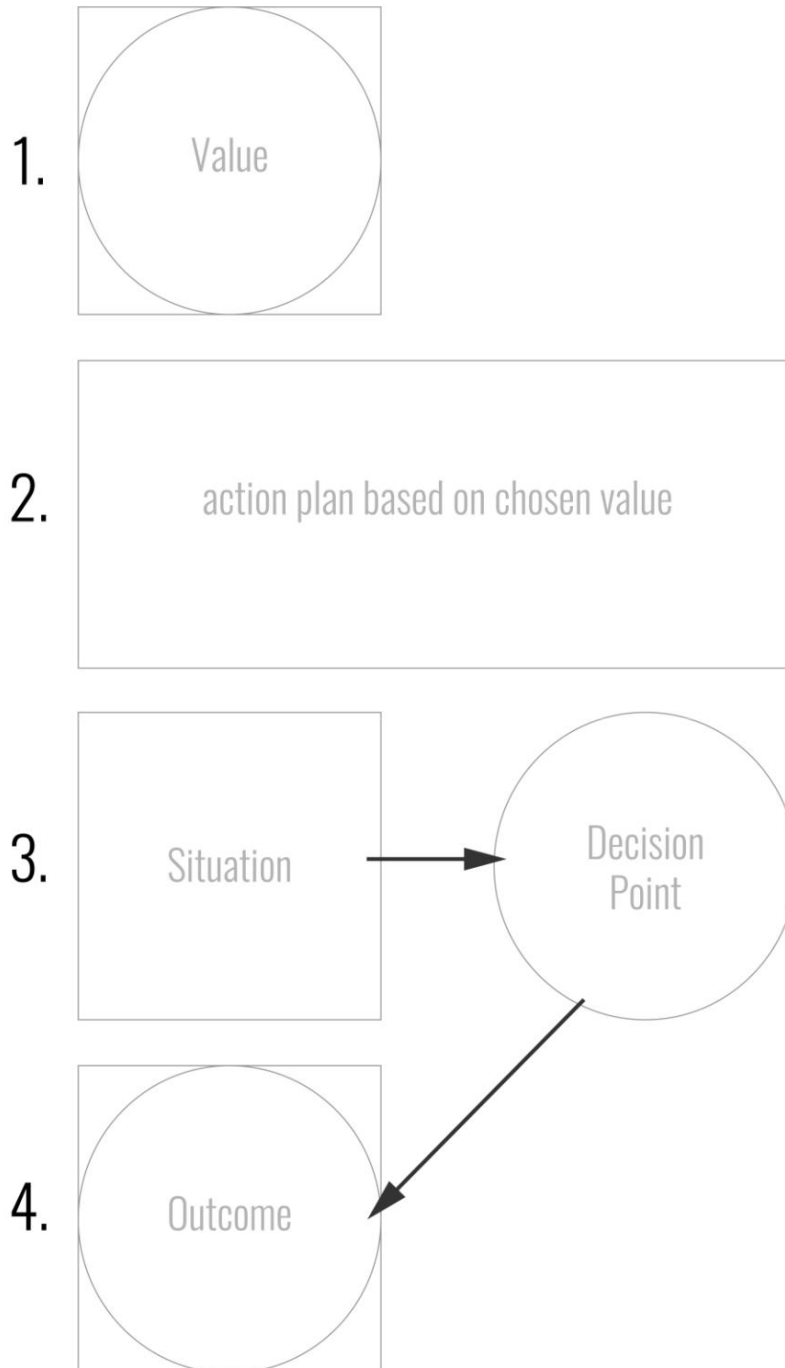 1.
Value
2.
action plan based on chosen value
3.
Situation
Decision
Point
4.
Outcome